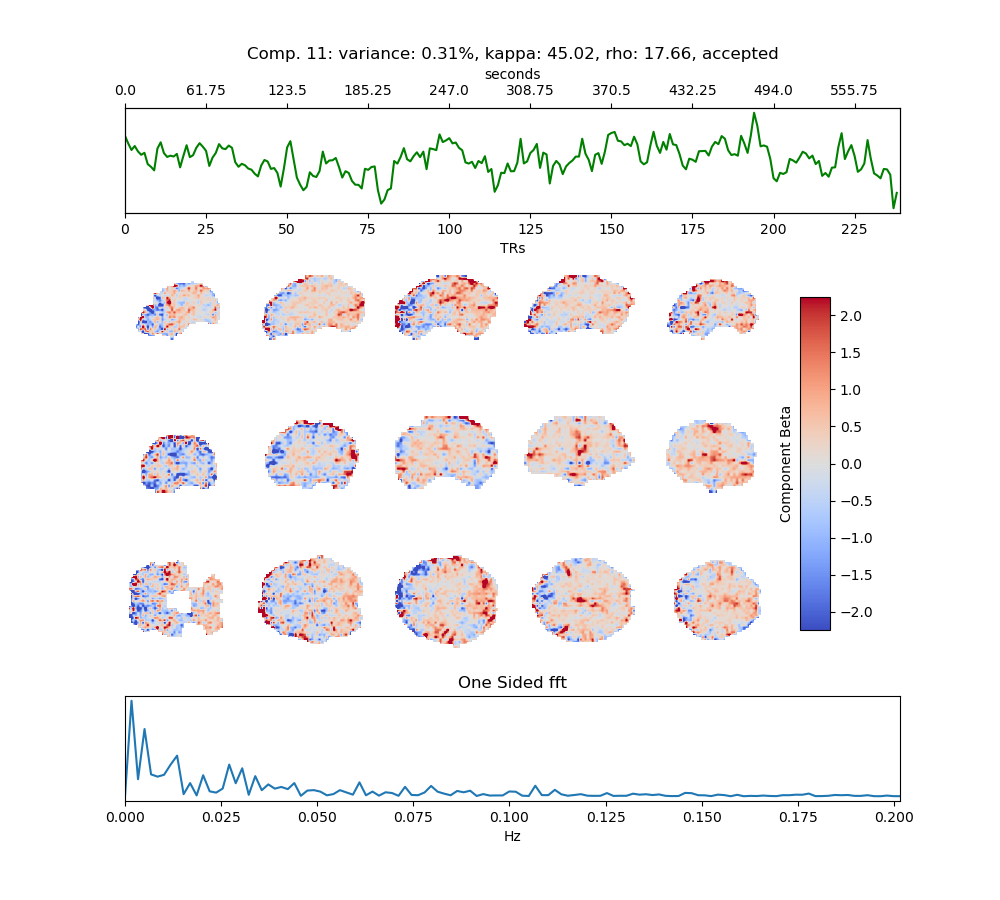 Comp. 11: variance: 0.31%, kappa: 45.02, rho: 17.66, accepted
seconds
0.0 61.75 123.5 185.25 247.0 308.75 370.5 432.25 494.0 555.75
0 25 50 75 100 125 150 175 200 225
TRs
2.0
1.5
1.0
0.5
0.0
−0.5
−1.0
−1.5
−2.0
Component Beta
One Sided fft
0.000 0.025 0.050 0.075 0.100 0.125 0.150 0.175 0.200
Hz